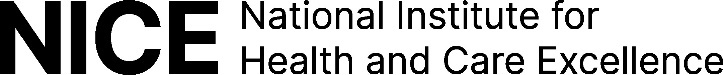 NICE
National Institute for
Health and Care Excellence